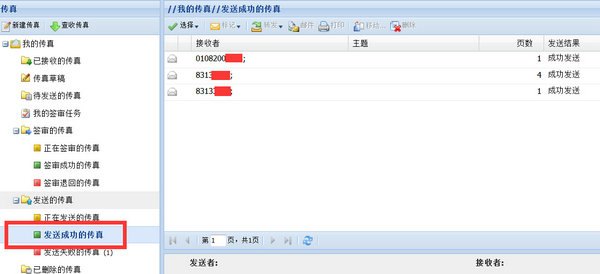 传真
新建传真 查收传真
我的传真
已接收的传真
传真草稿
待发送的传真
我的签审任务
签审的传真
正在签审的传真
签审成功的传真
签审退回的传真
发送的传真
正在发送的传真
发送成功的传真
发送失败的传真 (1)
已删除的传真
//我的传真//发送成功的传真
选择 标记 转发 邮件 打印 移动... 删除
接收者 主题 页数 发送结果
0108200 ; 1 成功发送
831 ; 4 成功发送
8313 ; 1 成功发送
第 1 页，共1页
发送者: 接收者: